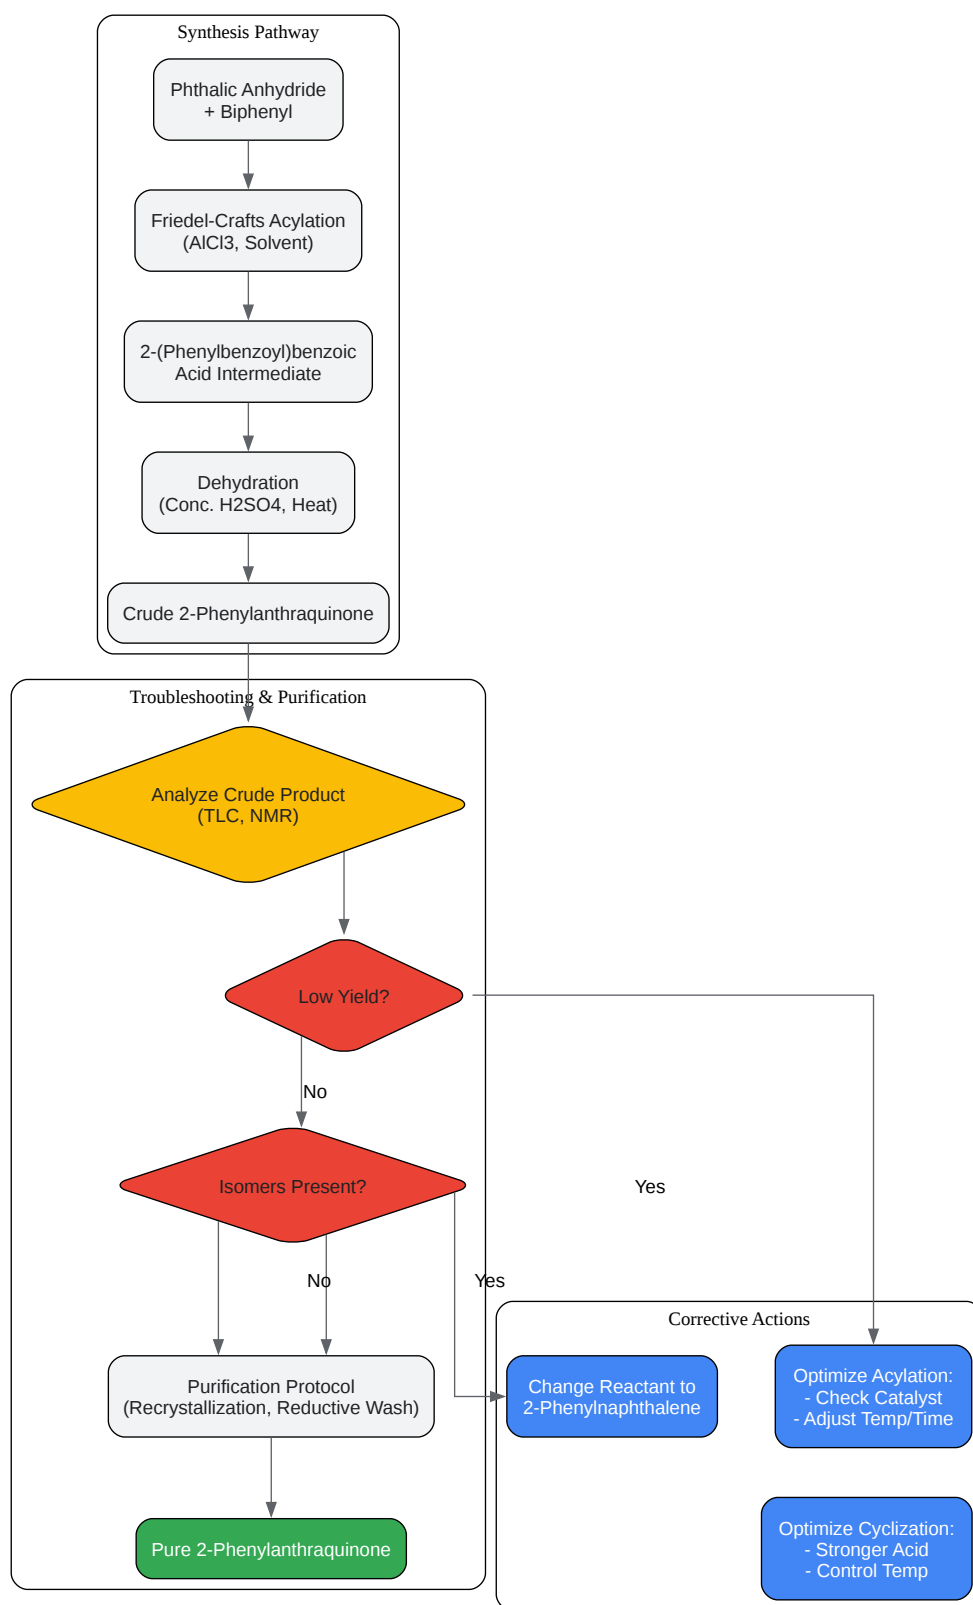 Synthesis Pathway
Phthalic Anhydride
+ Biphenyl
Friedel-Crafts Acylation
(AlCl3, Solvent)
2-(Phenylbenzoyl)benzoic
Acid Intermediate
Dehydration
(Conc. H2SO4, Heat)
Crude 2-Phenylanthraquinone
Troubleshooting & Purification
Analyze Crude Product
(TLC, NMR)
Low Yield?
No
Yes
Isomers Present?
No
Yes
Purification Protocol
(Recrystallization, Reductive Wash)
Pure 2-Phenylanthraquinone
Corrective Actions
Change Reactant to
2-Phenylnaphthalene
Optimize Acylation:
- Check Catalyst
- Adjust Temp/Time
Optimize Cyclization:
- Stronger Acid
- Control Temp